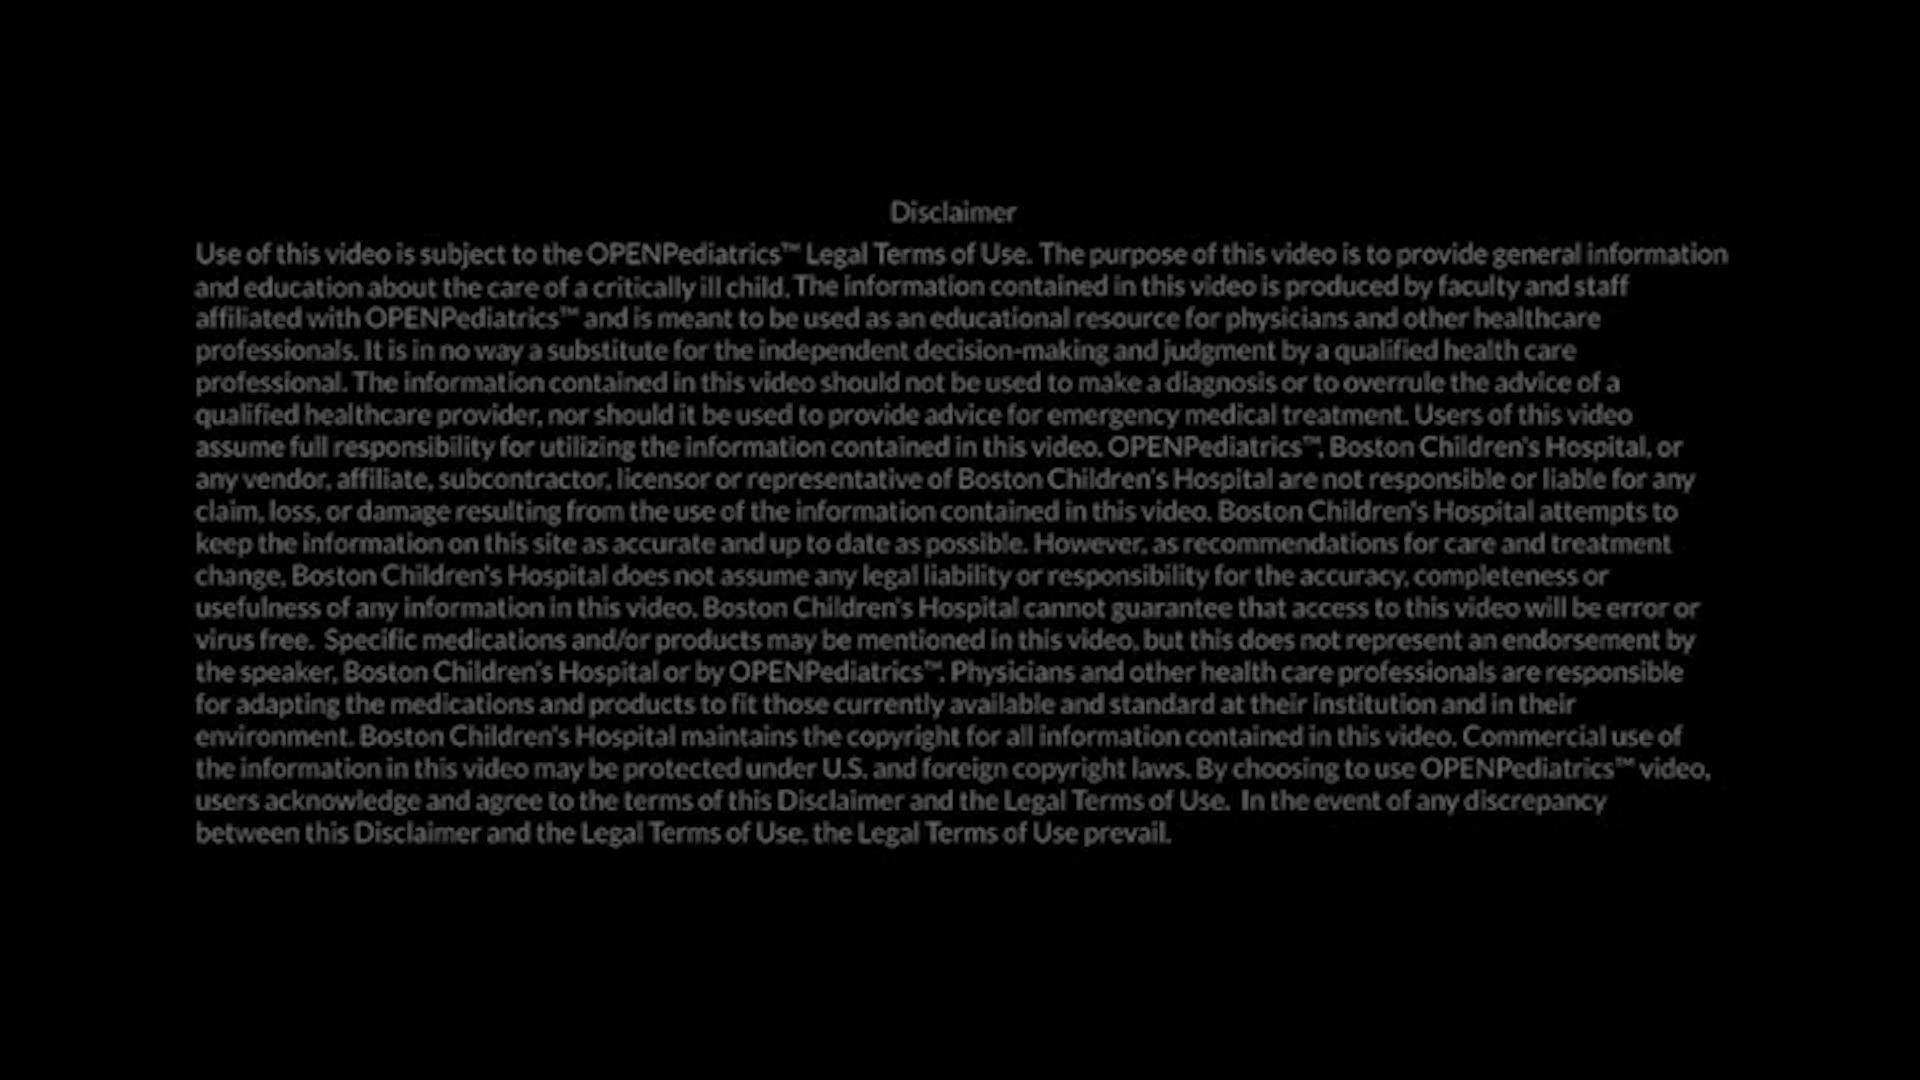 Disclaimer
Use of this video is subject to the OPENPediatrics™ Legal Terms of Use. The purpose of this video is to provide general information
and education about the care of a critically ill child. The information contained in this video is produced by faculty and staff
affiliated with OPENPediatrics™ and is meant to be used as an educational resource for physicians and other healthcare
professionals. It is in no way a substitute for the independent decision-making and judgment by a qualified health care
professional. The information contained in this video should not be used to make a diagnosis or to overrule the advice of a
qualified healthcare provider, nor should it be used to provide advice for emergency medical treatment. Users of this video
assume full responsibility for utilizing the information contained in this video. OPENPediatrics™, Boston Children's Hospital, or
any vendor, affiliate, subcontractor, licensor or representative of Boston Children's Hospital are not responsible or liable for any
claim, loss, or damage resulting from the use of the information contained in this video. Boston Children's Hospital attempts to
keep the information on this site as accurate and up to date as possible. However, as recommendations for care and treatment
change, Boston Children's Hospital does not assume any legal liability or responsibility for the accuracy, completeness or
usefulness of any information in this video. Boston Children's Hospital cannot guarantee that access to this video will be error or
virus free.  Specific medications and/or products may be mentioned in this video, but this does not represent an endorsement by
the speaker, Boston Children's Hospital or by OPENPediatrics™. Physicians and other health care professionals are responsible
for adapting the medications and products to fit those currently available and standard at their institution and in their
environment. Boston Children's Hospital maintains the copyright for all information contained in this video. Commercial use of
the information in this video may be protected under U.S. and foreign copyright laws. By choosing to use OPENPediatrics™ video,
users acknowledge and agree to the terms of this Disclaimer and the Legal Terms of Use.  In the event of any discrepancy
between this Disclaimer and the Legal Terms of Use, the Legal Terms of Use prevail.